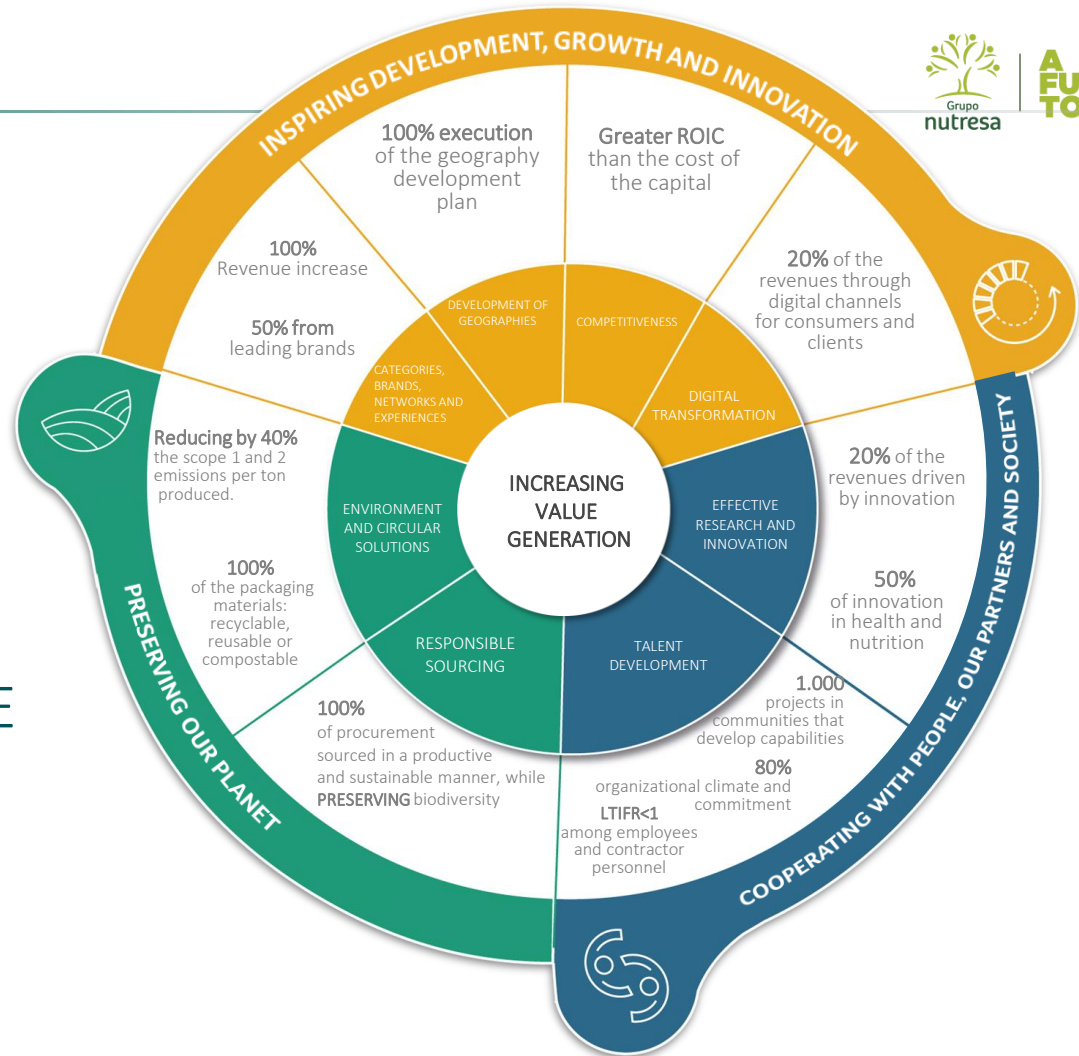 INSPIRING DEVELOPMENT, GROWTH AND INNOVATION
Grupo
nutresa
A
FU
TO
100% execution
of the geography
development
plan
Greater ROIC
than the cost of
the capital
100%
Revenue increase
50% from
leading brands
20% of the
revenues through
digital channels
for consumers and
clients
DEVELOPMENT OF
GEOGRAPHIES
COMPETITIVENESS
CATEGORIES,
BRANDS,
NETWORKS AND
EXPERIENCES
DIGITAL
TRANSFORMATION
Reducing by 40%
the scope 1 and 2
emissions per ton
produced.
100%
of the packaging
materials:
recyclable,
reusable or
compostable
ENVIRONMENT
AND CIRCULAR
SOLUTIONS
INCREASING
VALUE
GENERATION
EFFECTIVE
RESEARCH AND
INNOVATION
20% of the
revenues driven
by innovation
50%
of innovation
in health and
nutrition
RESPONSIBLE
SOURCING
TALENT
DEVELOPMENT
100%
of procurement
sourced in a productive
and sustainable manner, while
PRESERVING biodiversity
1.000
projects in
communities that
develop capabilities
80%
organizational climate and
commitment
LTIFR<1
among employees
and contractor
personnel
PRESERVING OUR PLANET
COOPERATING WITH PEOPLE, OUR PARTNERS AND SOCIETY
E